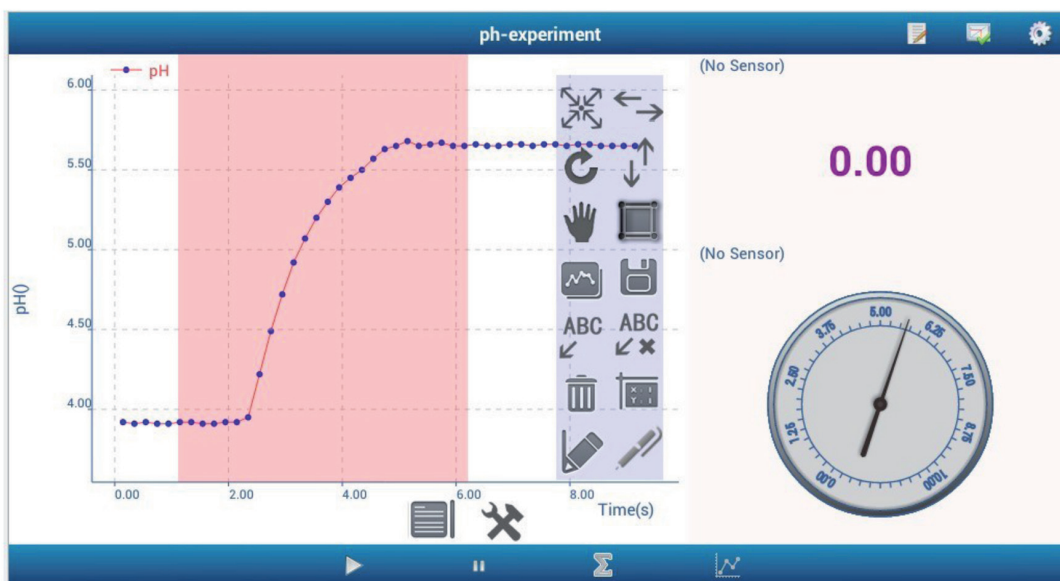 ph-experiment
pH
6.00
5.50
5.00
4.50
4.00
pH()
0.00 2.00 4.00 6.00 8.00
Time(s)
ABC ABC
X : 1
Y : 1
(No Sensor)
0.00
(No Sensor)
0.00 1.25 2.50 3.75 5.00 6.25 7.50 8.75 10.00
Σ